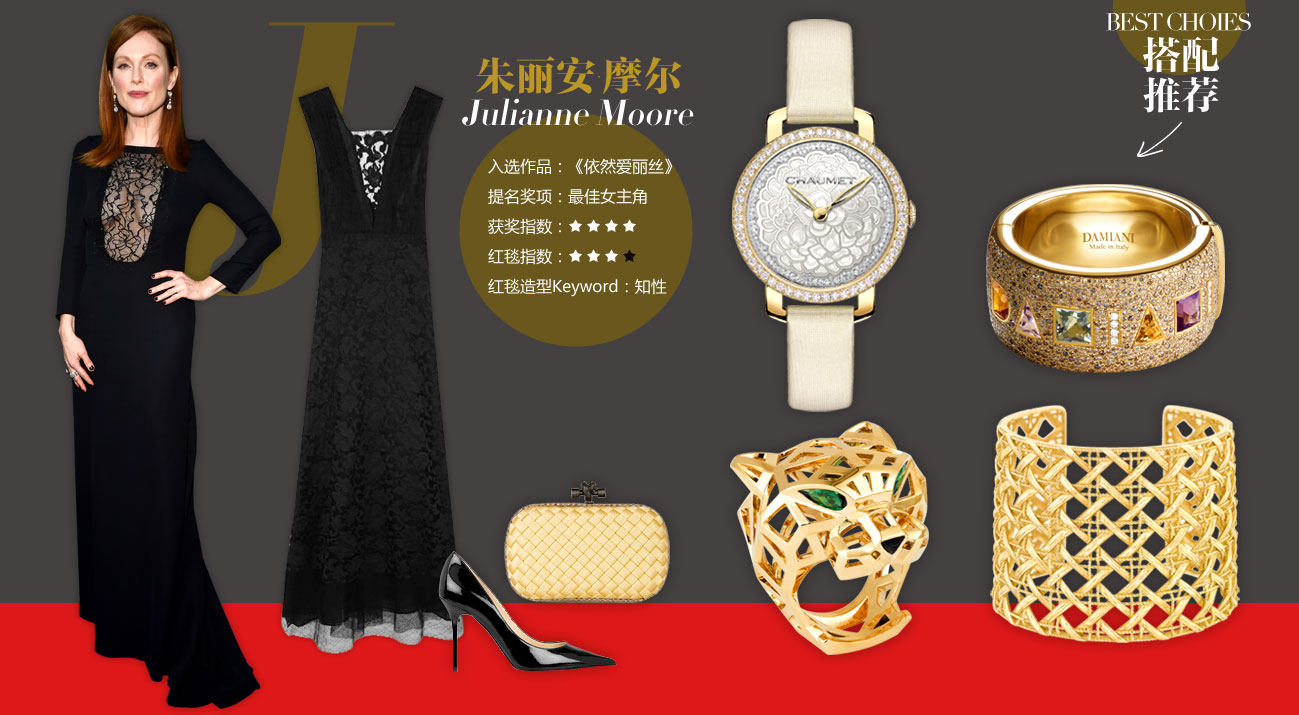 J
朱丽安·摩尔
Julianne Moore
入选作品：《依然爱丽丝》
提名奖项：最佳女主角
获奖指数：★★★★
红毯指数：★★★★
红毯造型Keyword：知性
CHAUMET
BEST CHOIES
搭配
推荐
DAMIANI
Made in Italy